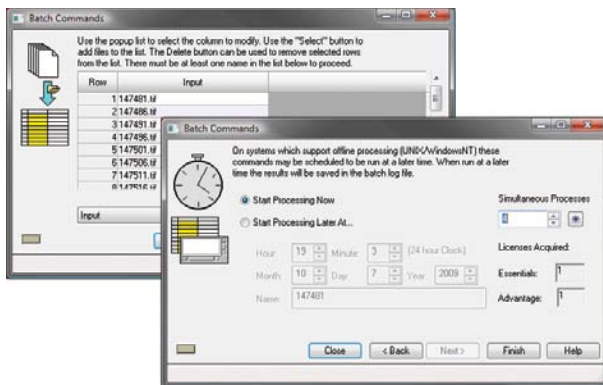 Batch Commands
Use the popup list to select the column to modify. Use the "Select" button to
add files to the list. The Delete button can be used to remove selected rows
from the list. There must be at least one name in the list below to proceed.
Row Input
1 147481.tif
2 147486.tif
3 147491.tif
4 147496.tif
5 147501.tif
6 147506.tif
7 147511.tif
8 147516.tif
Input
Batch Commands
On systems which support offline processing (UNIX/WindowsNT) these
commands may be scheduled to be run at a later time. When run at a later
time the results will be saved in the batch log file.
Start Processing Now
Start Processing Later At...
Simultaneous Processes
Hour: 19 Minute: 3 (24 hour Clock)
Month: 10 Day: 7 Year: 2009
Name: 147481
Licenses Acquired:
Essentials: 1
Advantage: 1
Close < Back Next > Finish Help